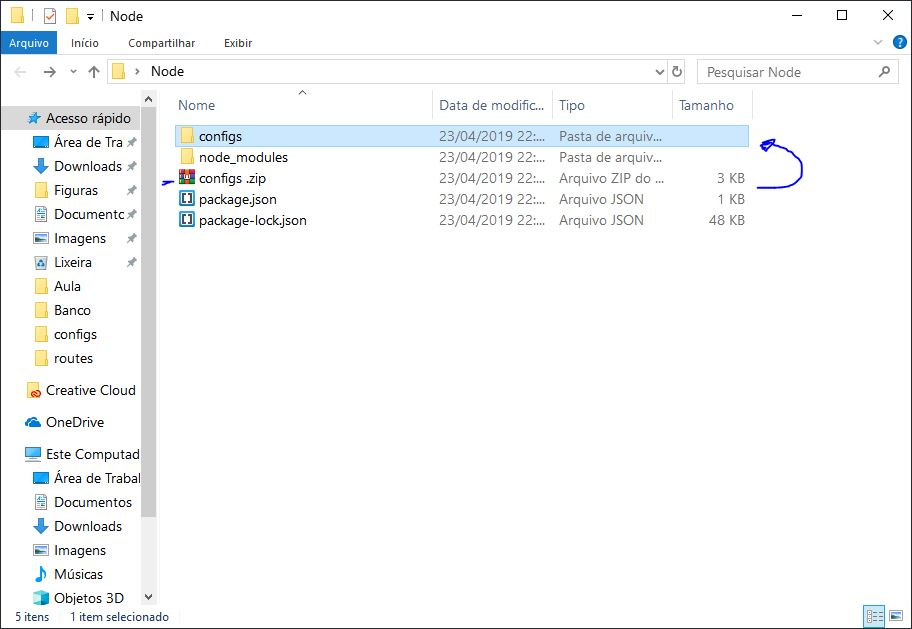 Node
Arquivo Início Compartilhar Exibir
Node Pesquisar Node
Nome Data de modific... Tipo Tamanho
configs 23/04/2019 22:... Pasta de arquiv...
node_modules 23/04/2019 22:... Pasta de arquiv...
configs .zip 23/04/2019 22:... Arquivo ZIP do ... 3 KB
package.json 23/04/2019 22:... Arquivo JSON 1 KB
package-lock.json 23/04/2019 22:... Arquivo JSON 48 KB
Acesso rápido
Área de Tra
Downloads
Figuras
Documentc
Imagens
Lixeira
Aula
Banco
configs
routes
Creative Cloud
OneDrive
Este Computad
Área de Trabal
Documentos
Downloads
Imagens
Músicas
Objetos 3D
5 itens 1 item selecionado